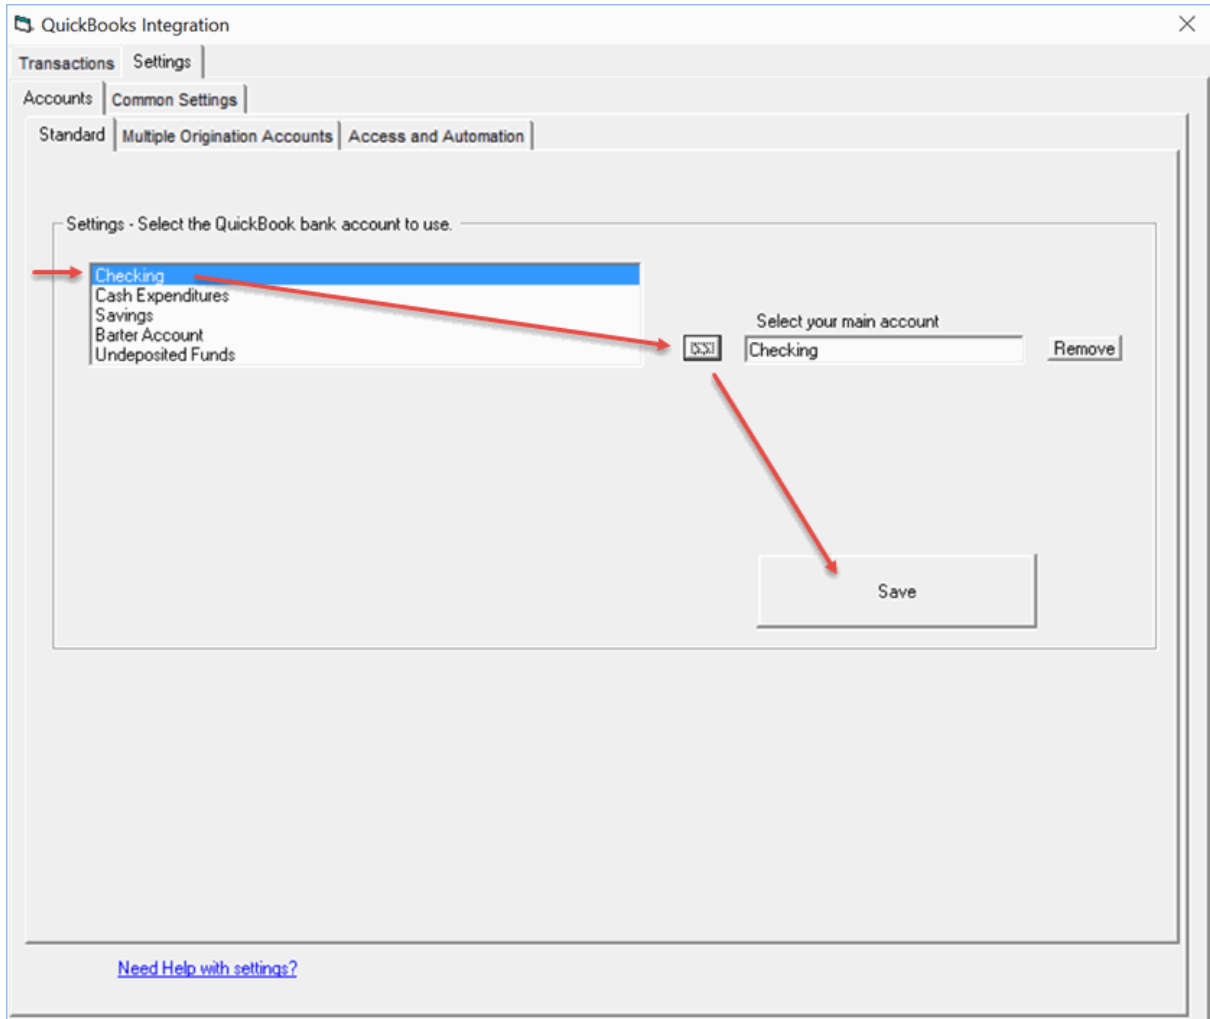 QuickBooks Integration
Transactions Settings
Accounts Common Settings
Standard Multiple Origination Accounts Access and Automation
Settings - Select the QuickBook bank account to use.
Checking
Cash Expenditures
Savings
Barter Account
Undeposited Funds
Select your main account
Checking
Remove
Save
Need Help with settings?